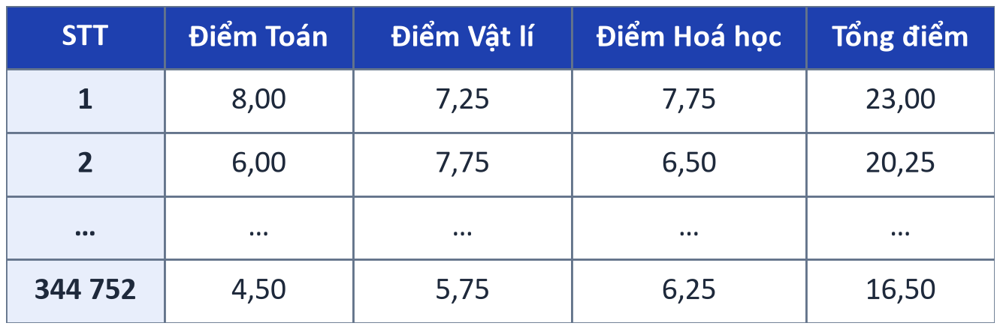 STT Điểm Toán Điểm Vật lí Điểm Hoá học Tổng điểm
1 8,00 7,25 7,75 23,00
2 6,00 7,75 6,50 20,25
... ... ... ... ...
344 752 4,50 5,75 6,25 16,50